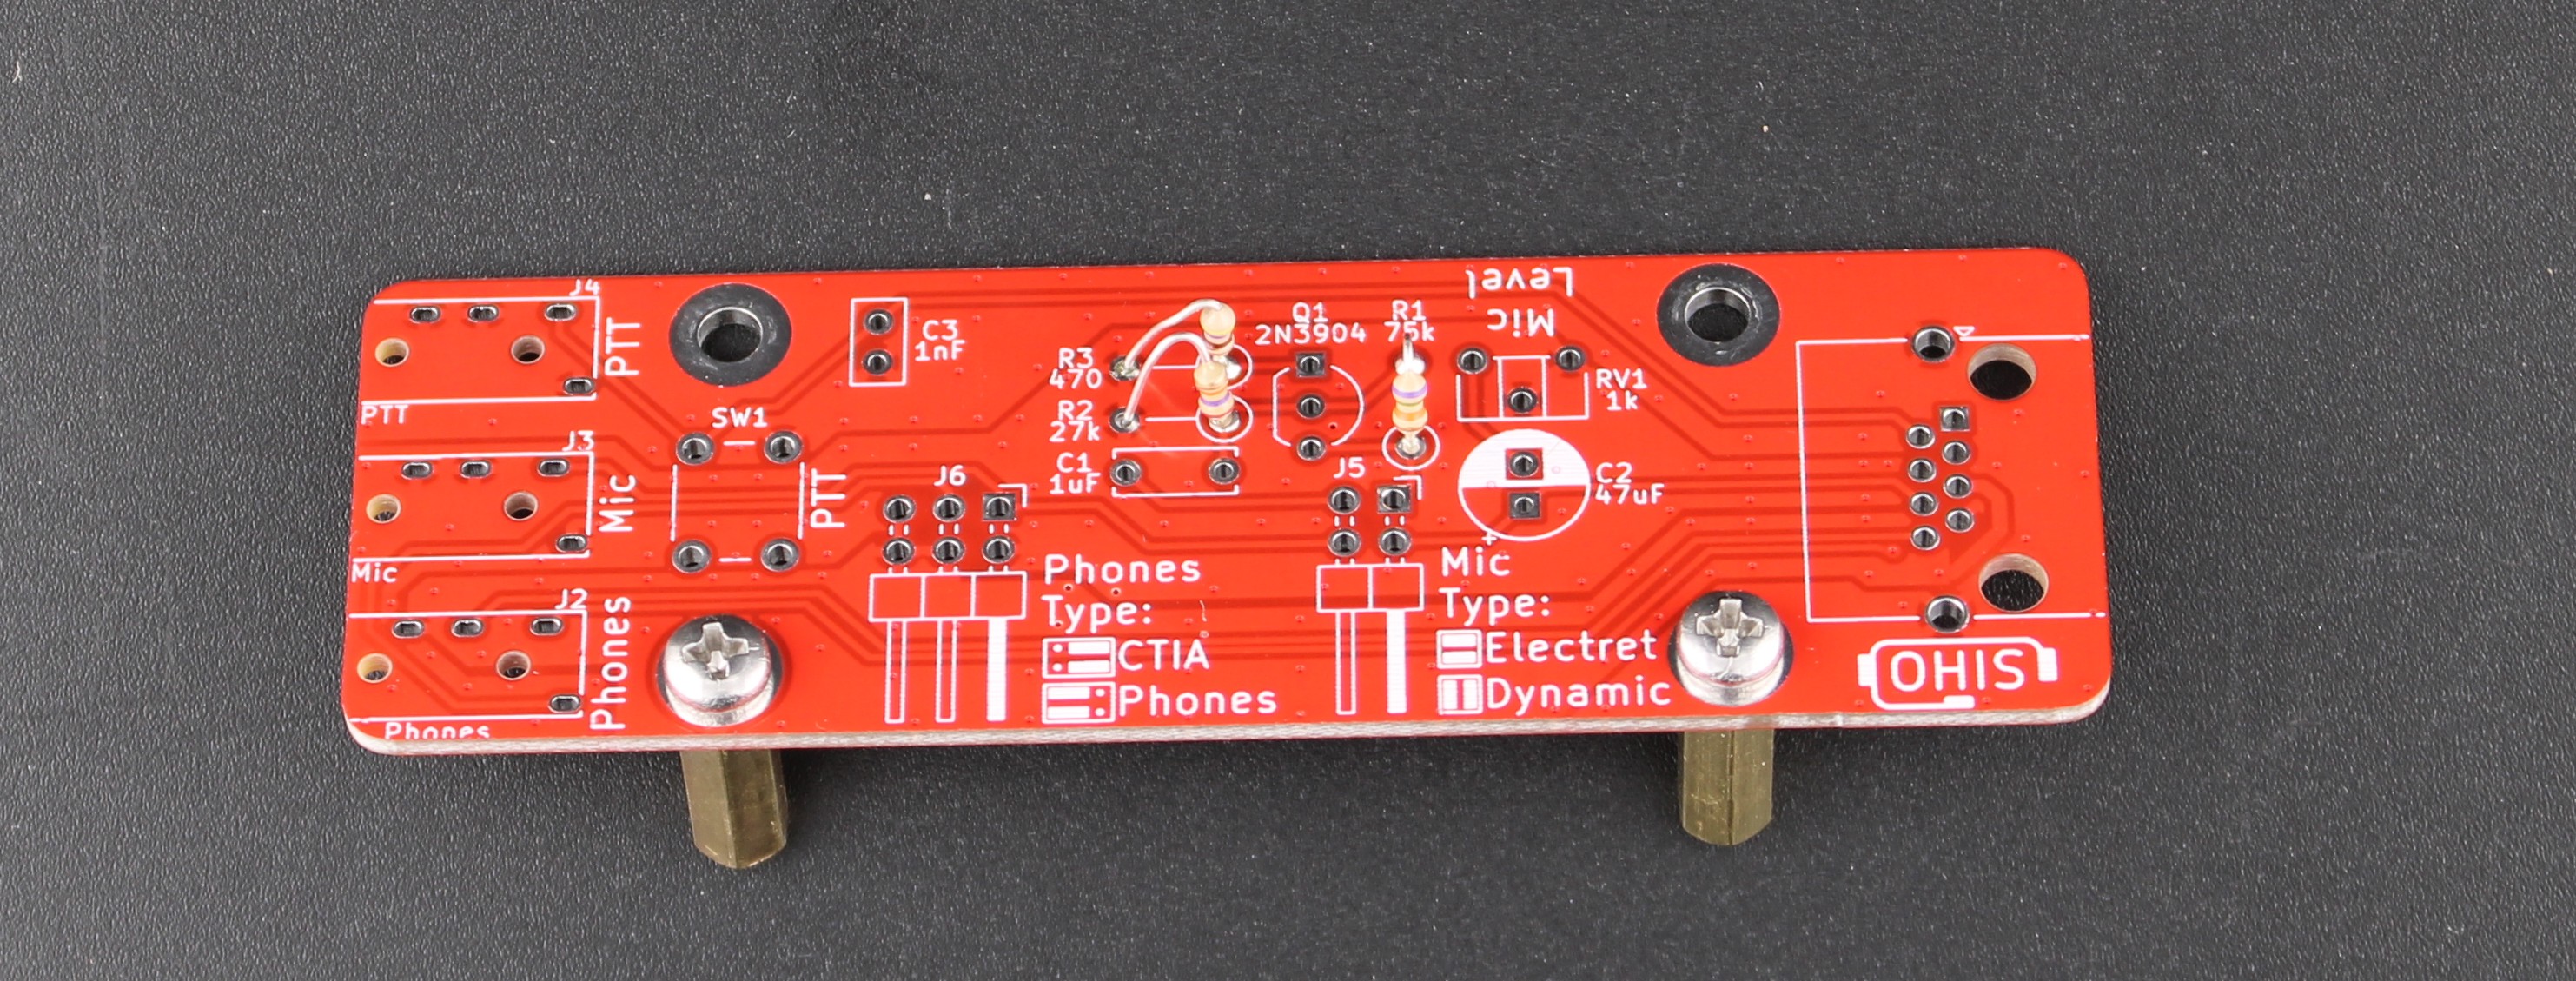 J4
PTT
PTT
J3
Mic
Mic
J2
Phones
Phones
SW1
PTT
C3
1nF
J6
R3
470
R2
27k
C1
1uF
Q1
2N3904
R1
75k
Mic
Level
RV1
1k
J5
C2
47uF
+
Phones
Type:
CTIA
Phones
Mic
Type:
Electret
Dynamic
OHIS